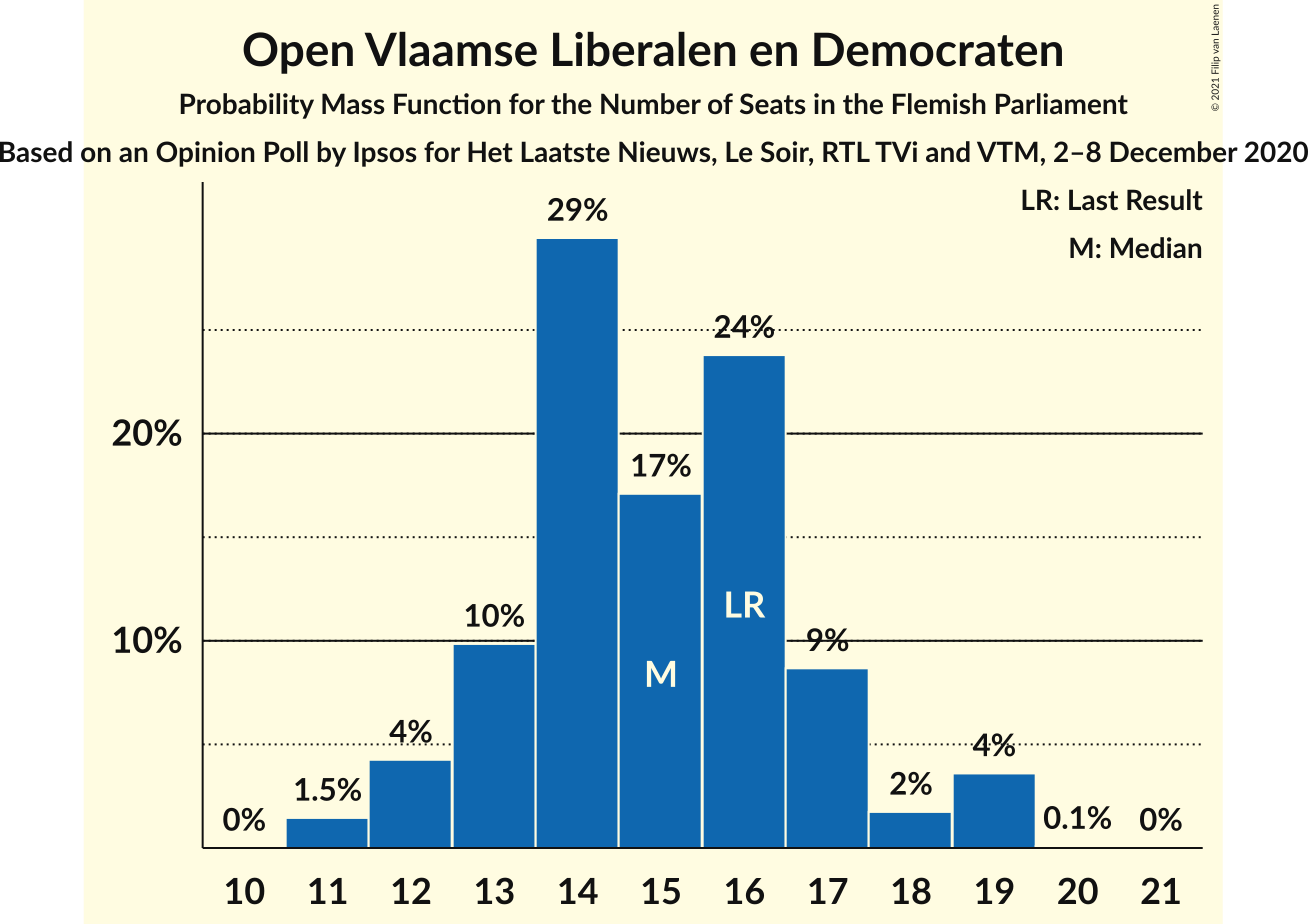 Open Vlaamse Liberalen en Democraten
Probability Mass Function for the Number of Seats in the Flemish Parliament
Based on an Opinion Poll by Ipsos for Het Laatste Nieuws, Le Soir, RTL TVi and VTM, 2–8 December 2020
© 2021 Filip van Laenen
LR: Last Result
M: Median
29%
24%
20%
17%
LR
10%
10%
9%
M
4%
4%
1.5%
2%
0%
0.1%
0%
10 11 12 13 14 15 16 17 18 19 20 21